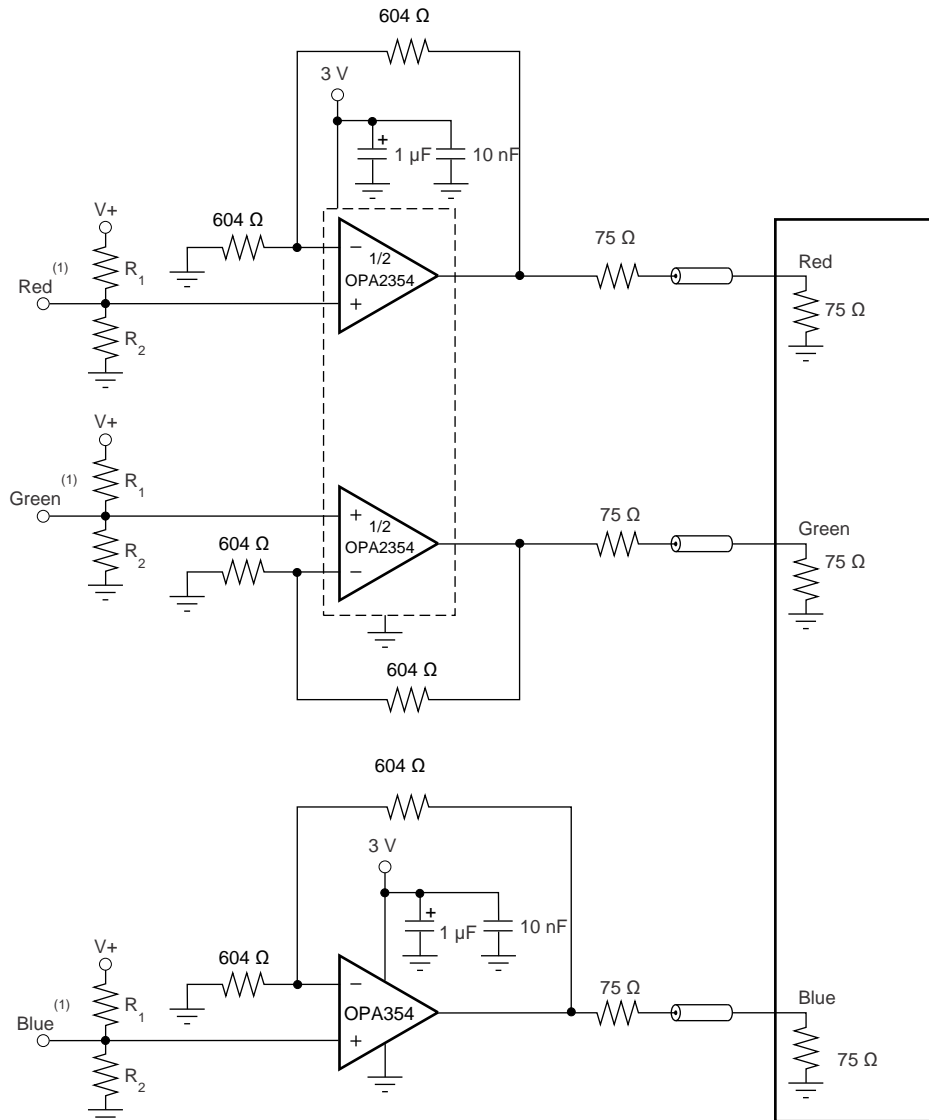 604 Ω
3 V
+
1 µF
10 nF
604 Ω
V+
R1
Red (1)
R2
−
1/2
OPA2354
+
75 Ω
Red
75 Ω
V+
R1
Green (1)
R2
+
1/2
OPA2354
−
604 Ω
75 Ω
Green
75 Ω
604 Ω
604 Ω
3 V
+
1 µF
10 nF
604 Ω
V+
R1
Blue (1)
R2
−
OPA354
+
75 Ω
Blue
75 Ω